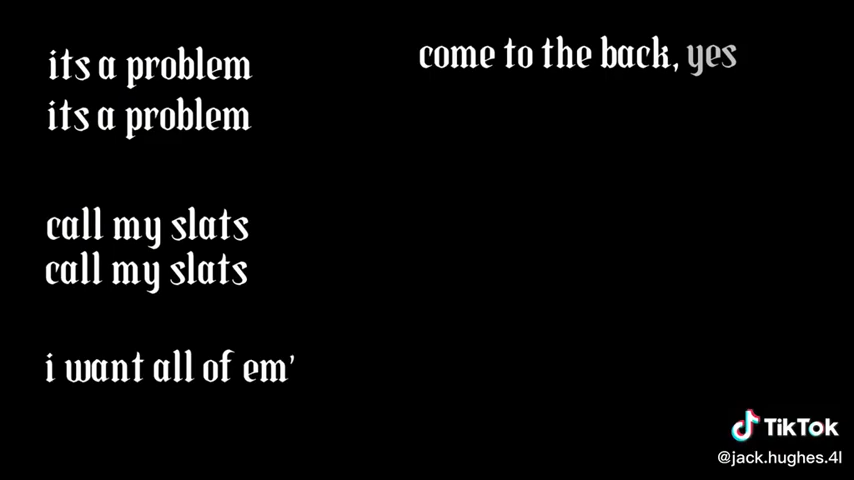 its a problem
its a problem
call my slats
call my slats
i want all of em'
come to the back, yes
TikTok
@jack.hughes.4l